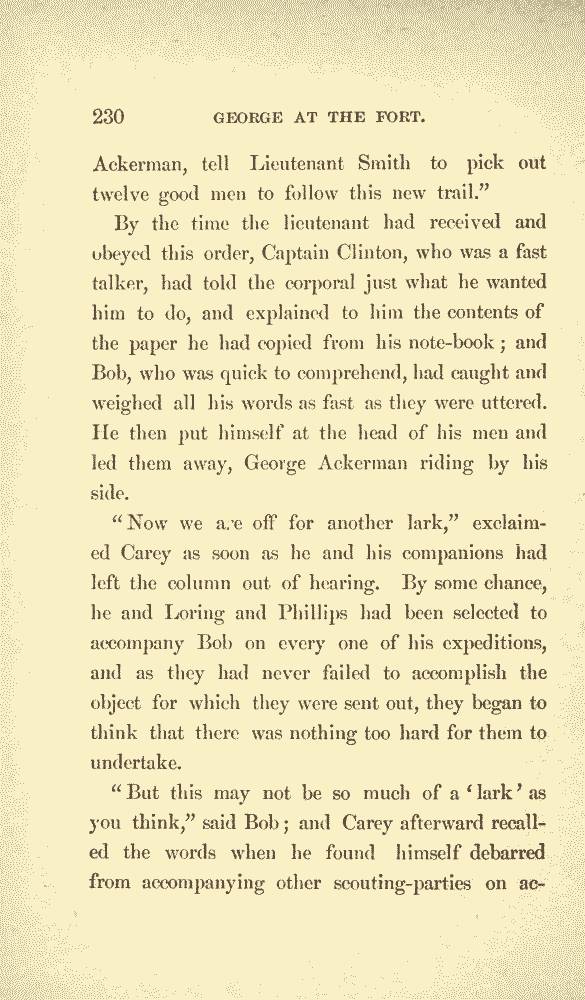 230 GEORGE AT THE FORT.
Ackerman, tell Lieutenant Smith to pick out
twelve good men to follow this new trail.”
By the time the lieutenant had received and
obeyed this order, Captain Clinton, who was a fast
talker, had told the corporal just what he wanted
him to do, and explained to him the contents of
the paper he had copied from his note-book ; and
Bob, who was quick to comprehend, had caught and
weighed all his words as fast as they were uttered.
He then put himself at the head of his men and
led them away, George Ackerman riding by his
side.
“Now we are off for another lark,” exclaim-
ed Carey as soon as he and his companions had
left the column out of hearing. By some chance,
he and Loring and Phillips had been selected to
accompany Bob on every one of his expeditions,
and as they had never failed to accomplish the
object for which they were sent out, they began to
think that there was nothing too hard for them to
undertake.
“But this may not be so much of a ‘lark’ as
you think,” said Bob ; and Carey afterward recall-
ed the words when he found himself debarred
from accompanying other scouting-parties on ac-